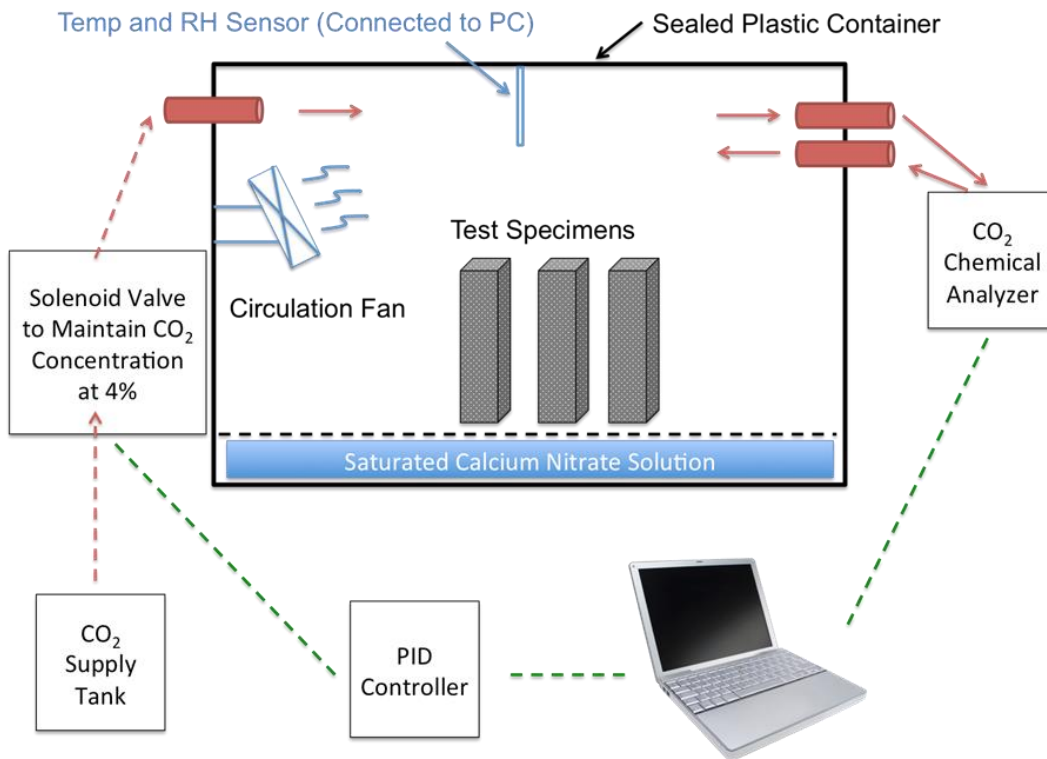 Temp and RH Sensor (Connected to PC)
Sealed Plastic Container
Solenoid Valve
to Maintain CO₂
Concentration
at 4%
Circulation Fan
Test Specimens
CO₂
Chemical
Analyzer
Saturated Calcium Nitrate Solution
CO₂
Supply
Tank
PID
Controller